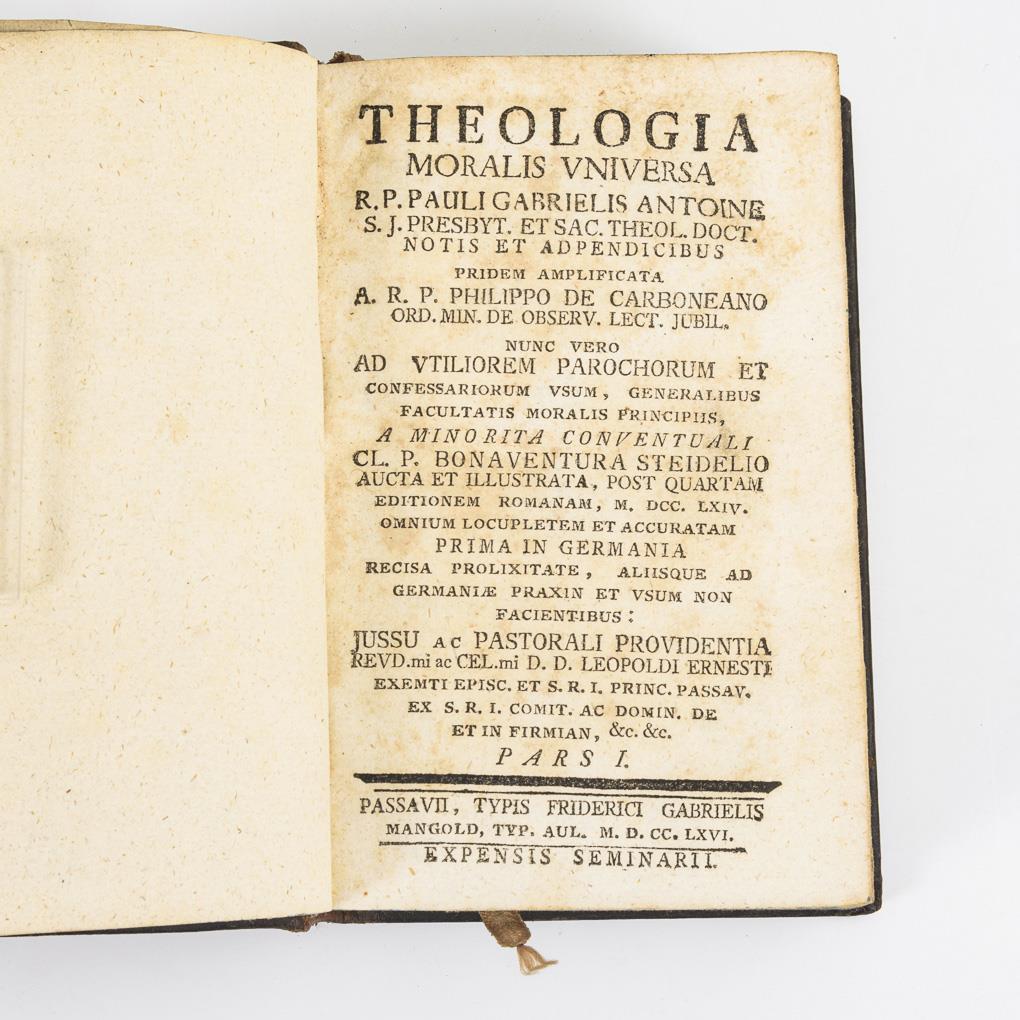 THEOLOGIA
MORALIS VNIVERSA
R. P. PAULI GABRIELIS ANTOINE
S. J. PRESBYT. ET SAC. THEOL. DOCT.
NOTIS ET ADPENDICIBUS
PRIDEM AMPLIFICATA
A. R. P. PHILIPPO DE CARBONEANO
ORD. MIN. DE OBSERV. LECT. JUBIL.
NUNC VERO
AD VTILIOREM PAROCHORUM ET
CONFESSARIORUM VSUM, GENERALIBUS
FACULTATIS MORALIS PRINCIPIIS,
A MINORITA CONVENTUALI
CL. P. BONAVENTURA STEIDELIO
AUCTA ET ILLUSTRATA, POST QUARTAM
EDITIONEM ROMANAM, M. DCC. LXIV.
OMNIUM LOCUPLETEM ET ACCURATAM
PRIMA IN GERMANIA
RECISA PROLIXITATE, ALIISQUE AD
GERMANIÆ PRAXIN ET VSUM NON
FACIENTIBUS:
JUSSU AC PASTORALI PROVIDENTIA
REVD.mi ac CEL.mi D. D. LEOPOLDI ERNESTI
EXEMTI EPISC. ET S. R. I. PRINC. PASSAV.
EX S. R. I. COMIT. AC DOMIN. DE
ET IN FIRMIAN, &c. &c.
PARS I.
PASSAVII, TYPIS FRIDERICI GABRIELIS
MANGOLD, TYP. AUL. M. D. CC. LXVI.
EXPENSIS SEMINARII.